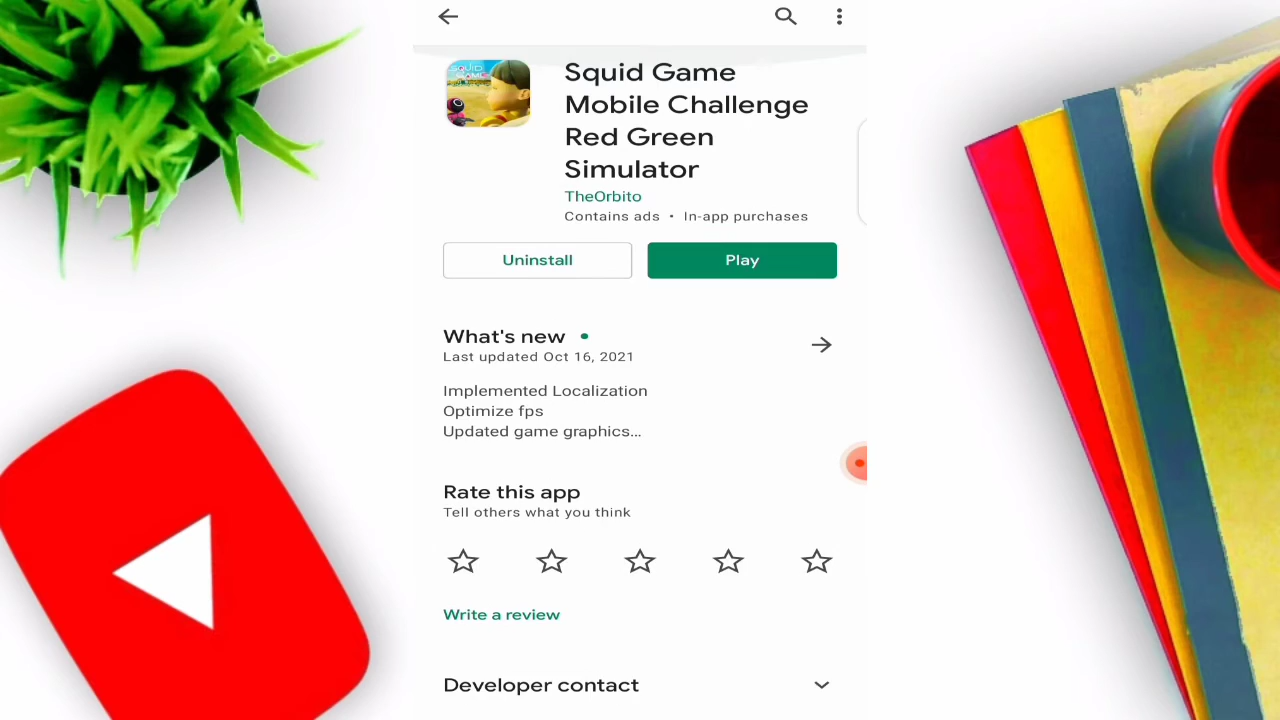 SQUID
GAME
Squid Game
Mobile Challenge
Red Green
Simulator
TheOrbito
Contains ads • In-app purchases
Uninstall
Play
What's new
Last updated Oct 16, 2021
Implemented Localization
Optimize fps
Updated game graphics...
Rate this app
Tell others what you think
Write a review
Developer contact